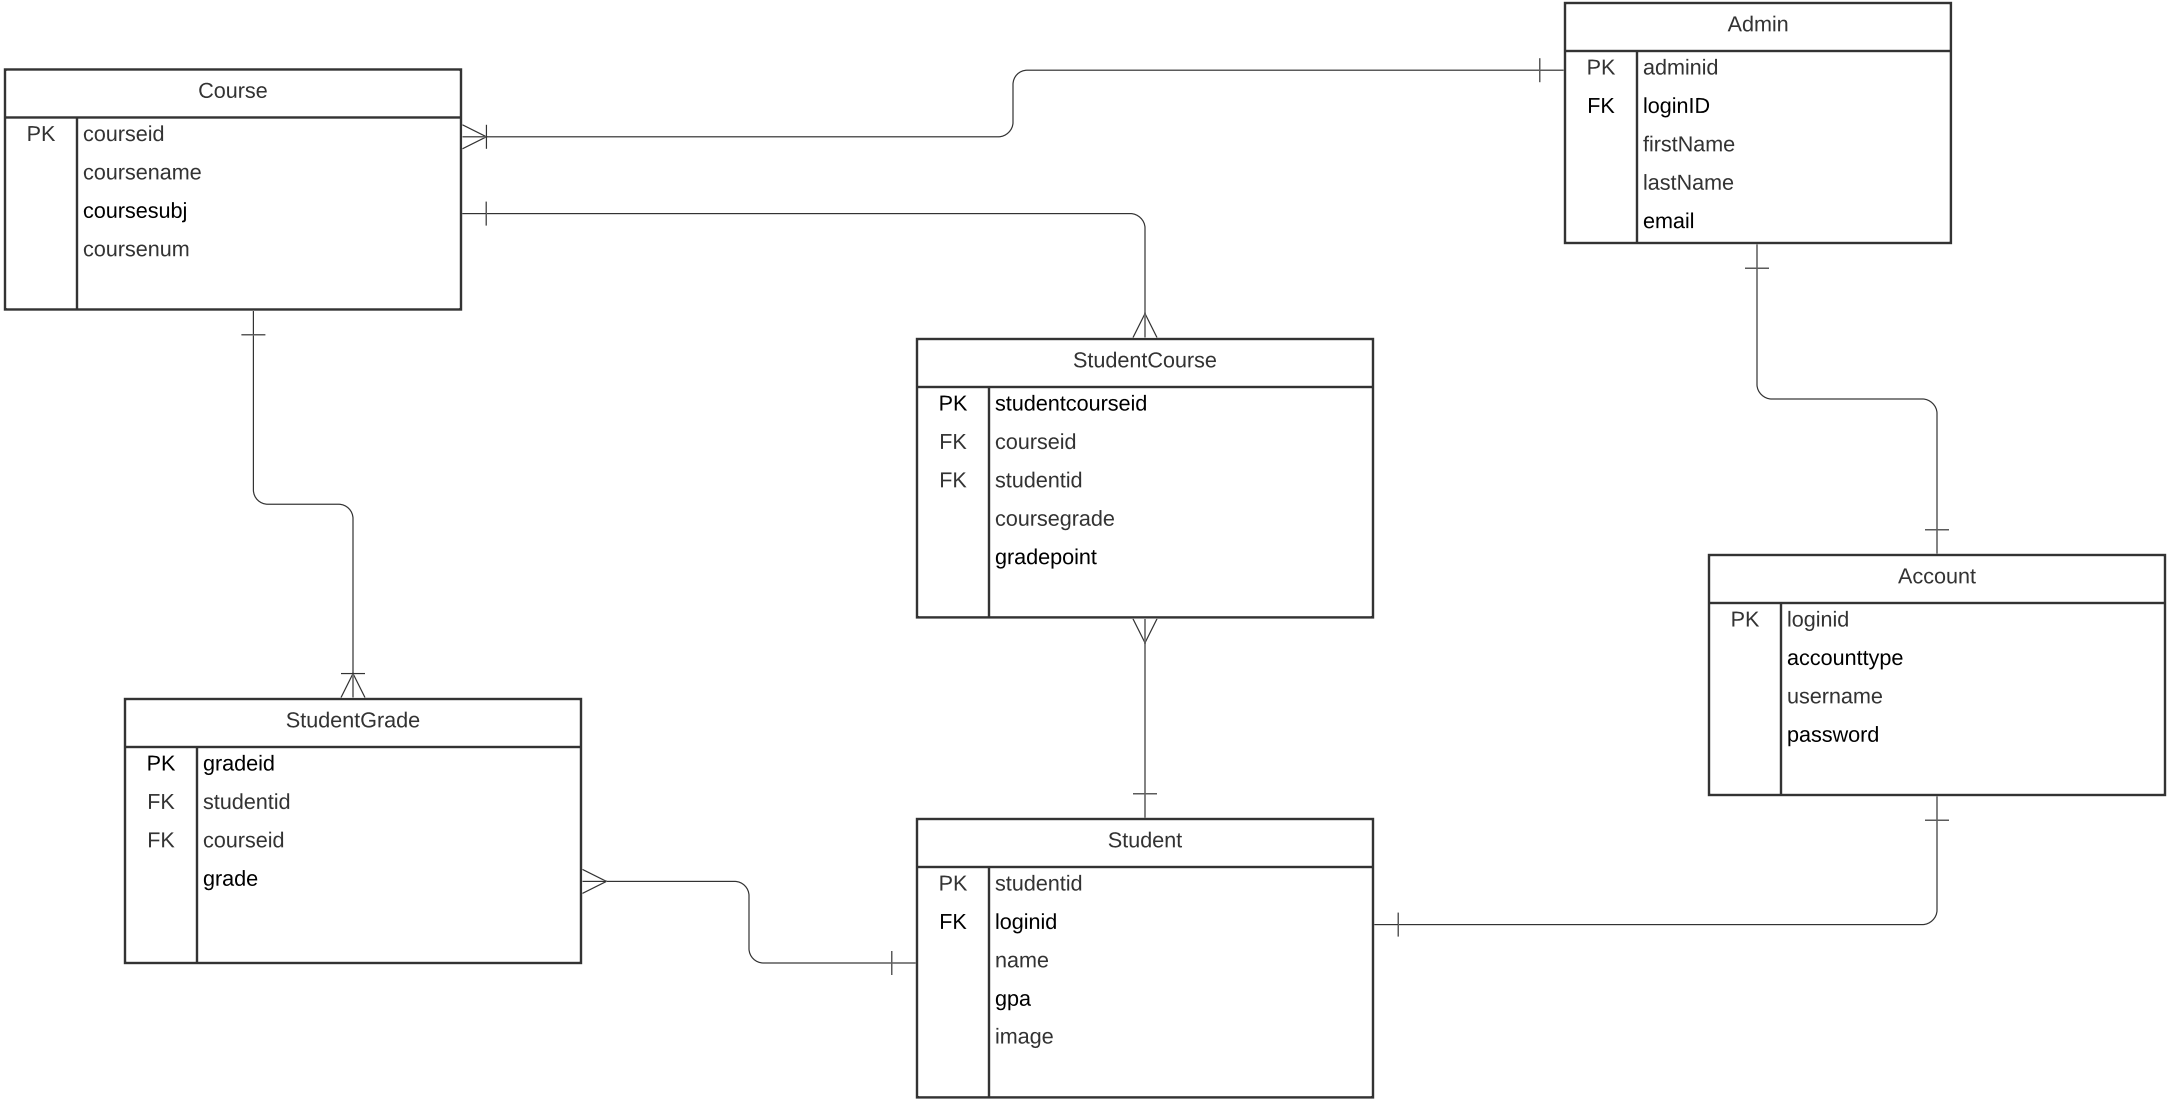 Admin
PK adminid
FK loginID
firstName
lastName
email
Course
PK courseid
coursename
coursesubj
coursenum
StudentCourse
PK studentcourseid
FK courseid
FK studentid
coursegrade
gradepoint
Account
PK loginid
accounttype
username
password
StudentGrade
PK gradeid
FK studentid
FK courseid
grade
Student
PK studentid
FK loginid
name
gpa
image